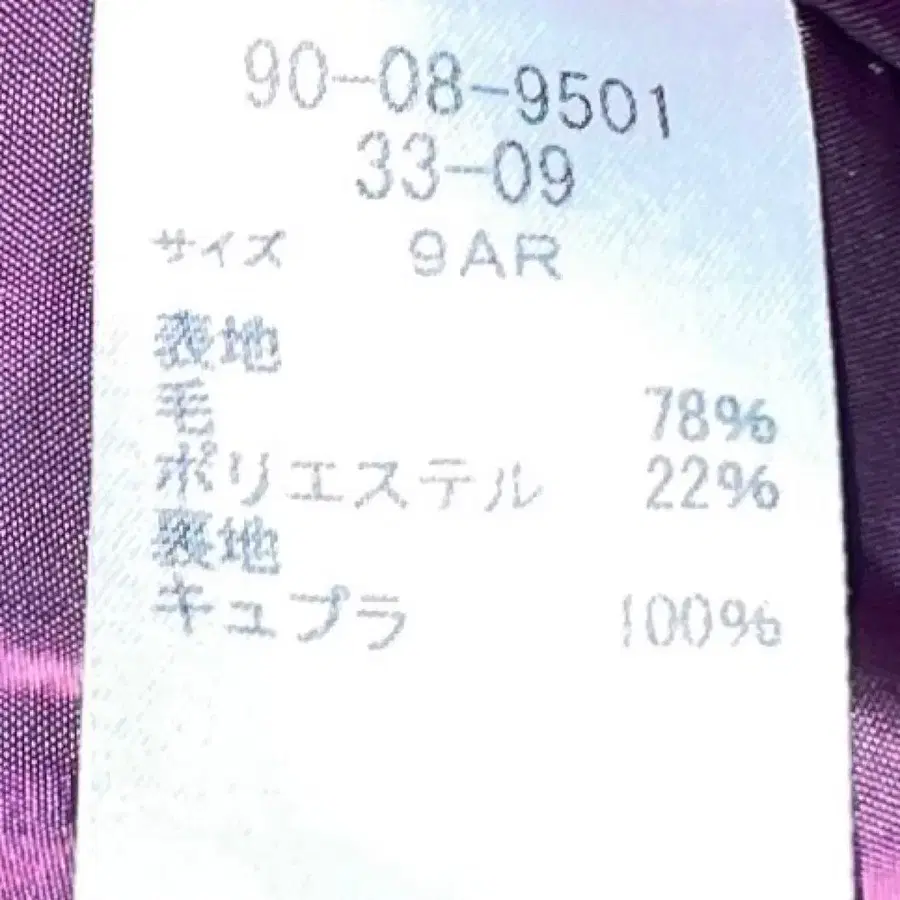 90-08-9501
33-09
サイズ 9AR
表地
毛 78%
ポリエステル 22%
裏地
キュプラ 100%